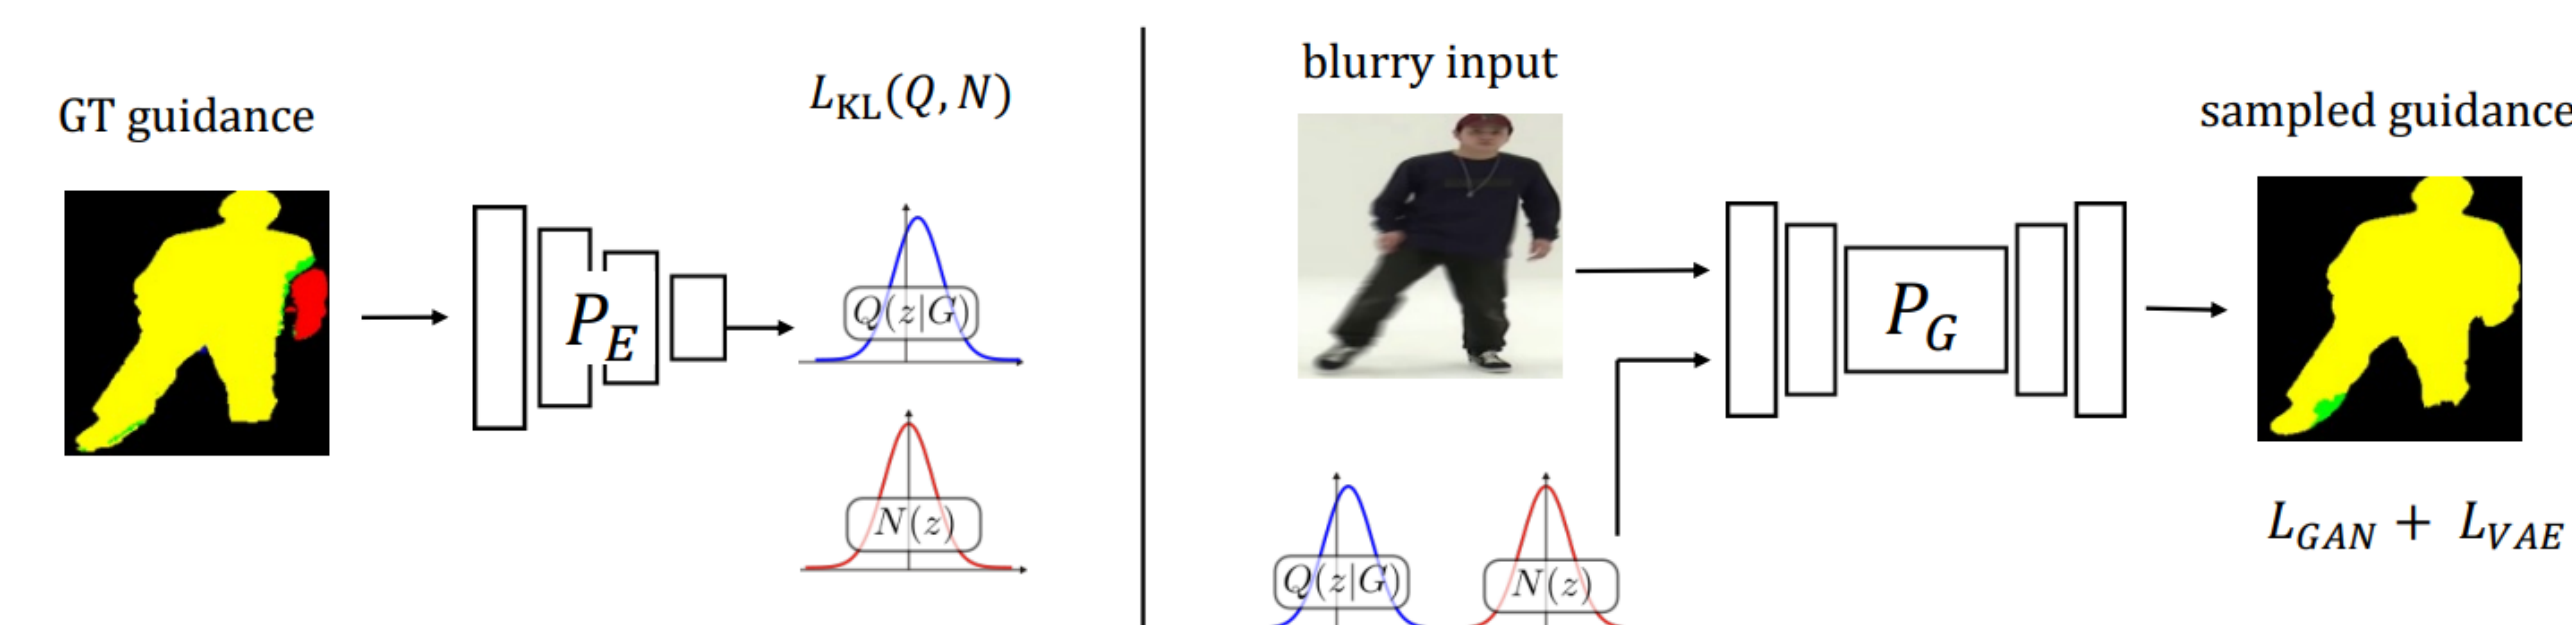 GT guidance
L_KL(Q, N)
P_E
Q(z|G)
N(z)
blurry input
P_G
Q(z|G)
N(z)
sampled guidance
L_GAN + L_VAE